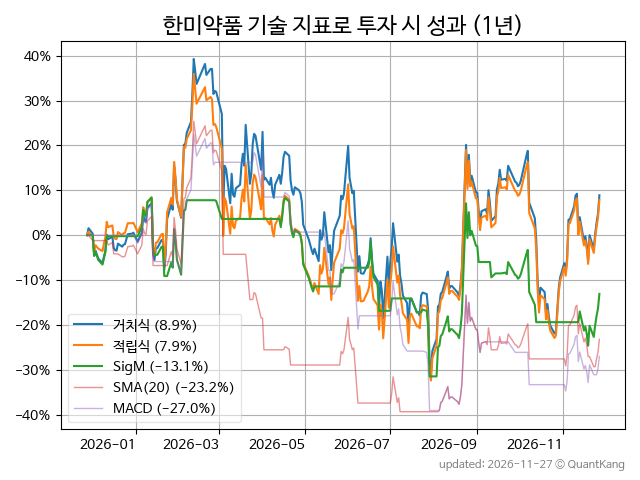 한미약품 기술 지표로 투자 시 성과 (1년)
40%
30%
20%
10%
0%
−10%
−20%
−30%
−40%
거치식 (8.9%)
적립식 (7.9%)
SigM (−13.1%)
SMA(20) (−23.2%)
MACD (−27.0%)
2026-01 2026-03 2026-05 2026-07 2026-09 2026-11
updated: 2026-11-27 © QuantKang